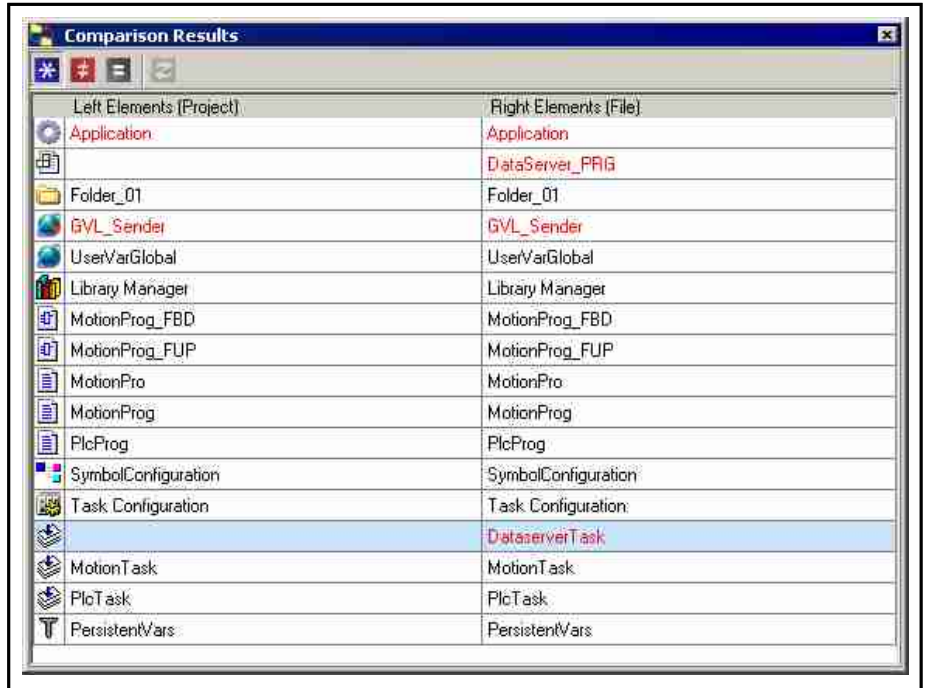 Comparison Results
Left Elements (Project) Right Elements (File)
Application Application
DataServer_PRG
Folder_01 Folder_01
GVL_Sender GVL_Sender
UserVarGlobal UserVarGlobal
Library Manager Library Manager
MotionProg_FBD MotionProg_FBD
MotionProg_FUP MotionProg_FUP
MotionPro MotionPro
MotionProg MotionProg
PlcProg PlcProg
SymbolConfiguration SymbolConfiguration
Task Configuration Task Configuration
DataserverTask
MotionTask MotionTask
PlcTask PlcTask
PersistentVars PersistentVars